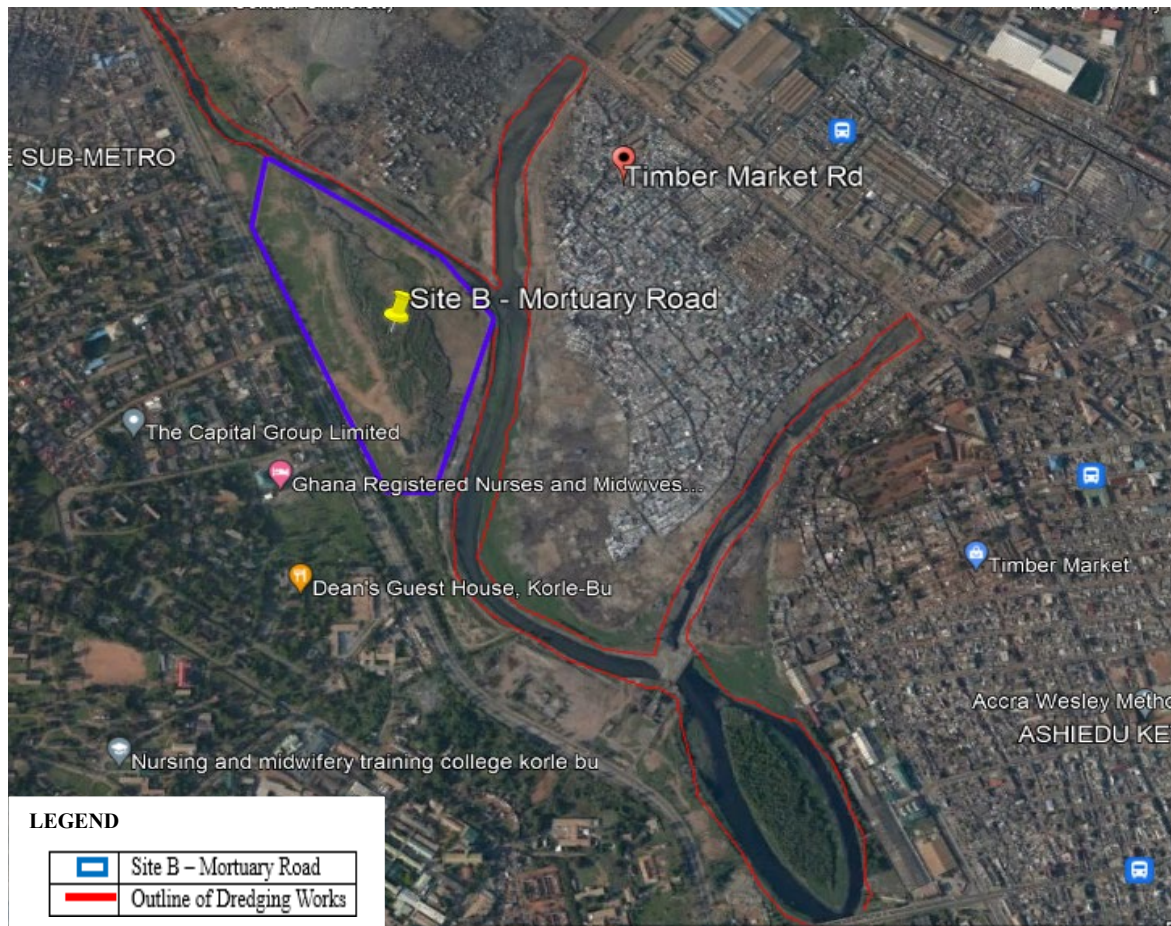 E SUB-METRO
Timber Market Rd
Site B - Mortuary Road
The Capital Group Limited
Ghana Registered Nurses and Midwives...
Dean's Guest House, Korle-Bu
Timber Market
Accra Wesley Metho
ASHIEDU KE
Nursing and midwifery training college korle bu
LEGEND
Site B – Mortuary Road
Outline of Dredging Works